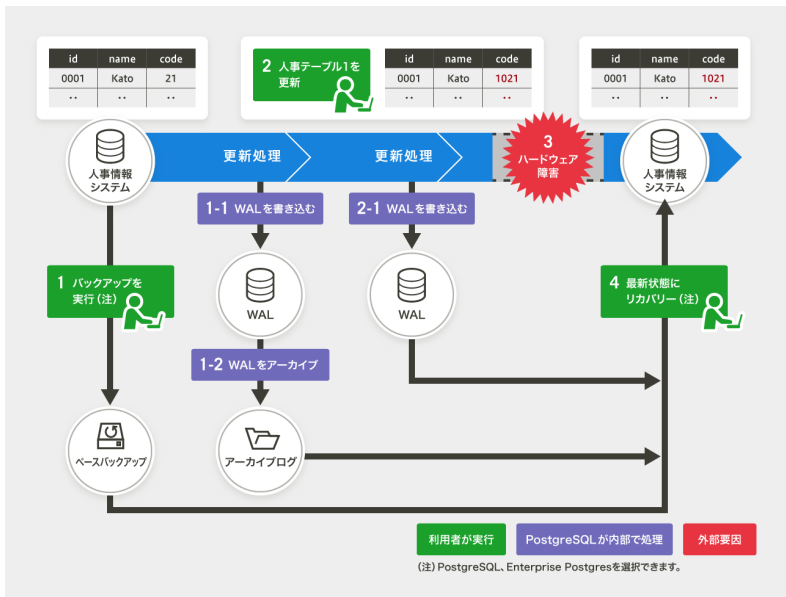 id name code
0001 Kato 21
‥ ‥ ‥
2 人事テーブル1を
更新
id name code
0001 Kato 1021
‥ ‥ ‥
id name code
0001 Kato 1021
‥ ‥ ‥
人事情報
システム
更新処理
更新処理
3
ハードウェア
障害
人事情報
システム
1-1 WALを書き込む
2-1 WALを書き込む
1 バックアップを
実行(注)
WAL
WAL
4 最新状態に
リカバリー(注)
1-2 WALをアーカイブ
ベースバックアップ
アーカイブログ
利用者が実行
PostgreSQLが内部で処理
外部要因
(注)PostgreSQL、Enterprise Postgresを選択できます。